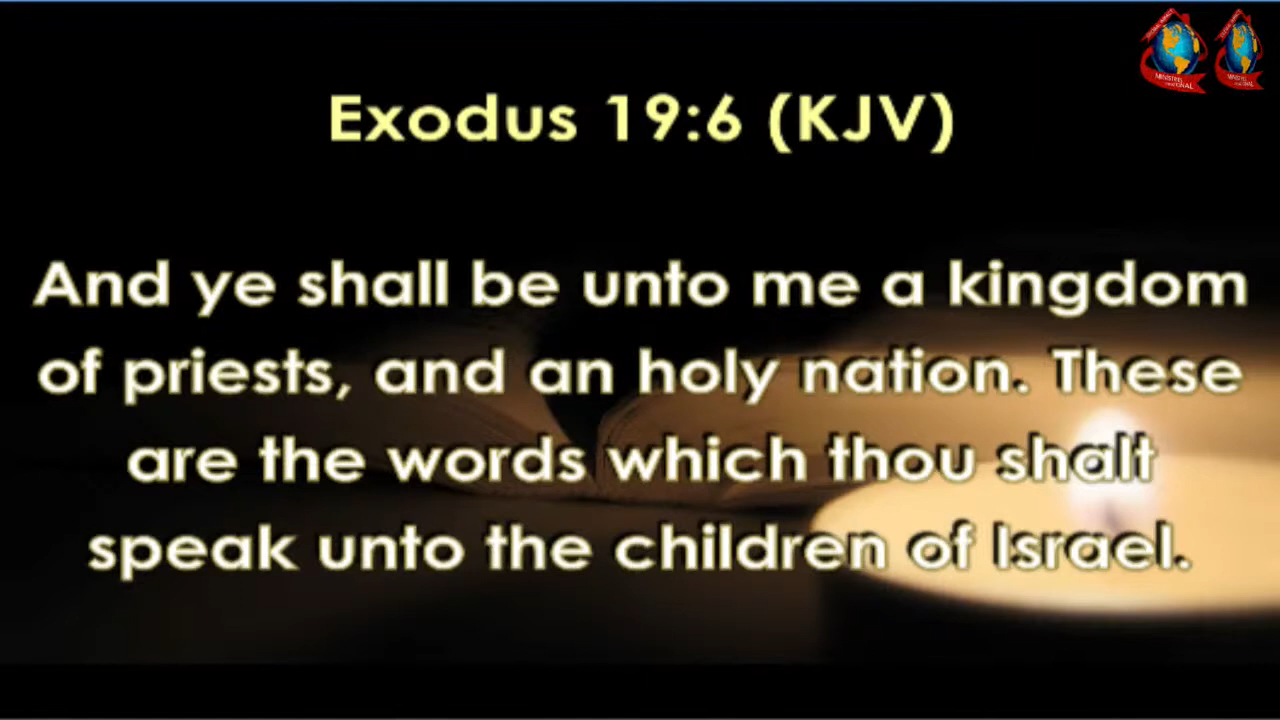 Exodus 19:6 (KJV)
And ye shall be unto me a kingdom
of priests, and an holy nation. These
are the words which thou shalt
speak unto the children of Israel.